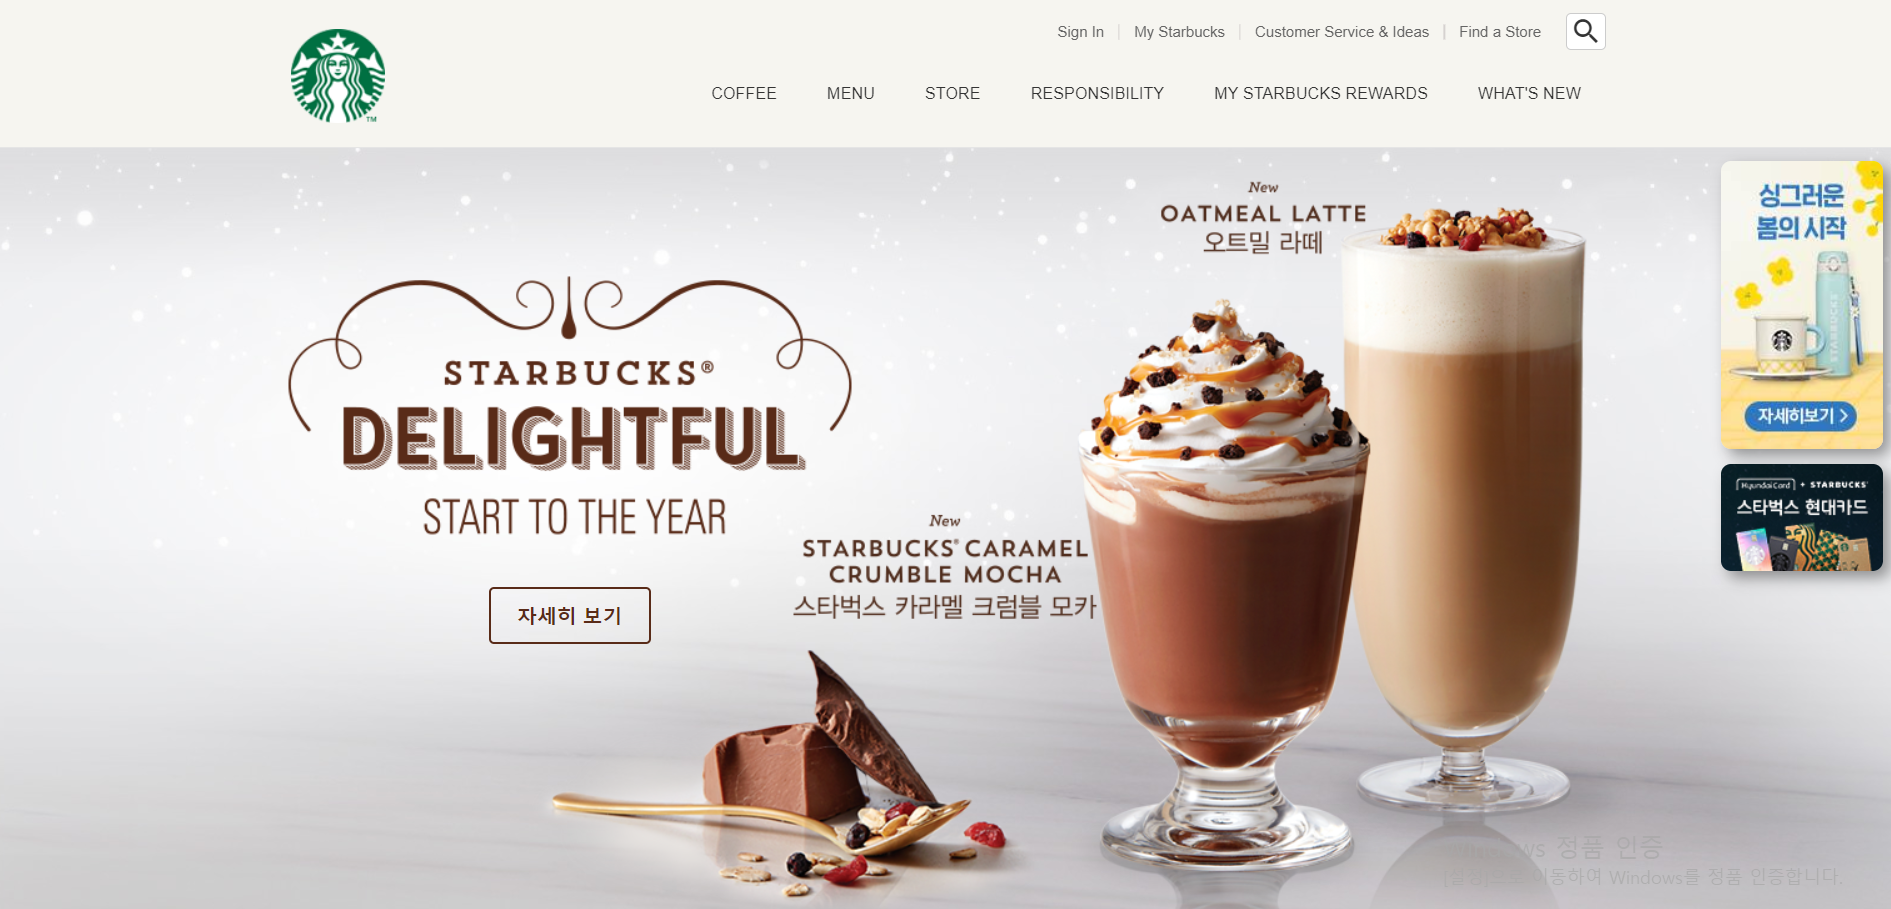 Sign In
My Starbucks
Customer Service & Ideas
Find a Store
TM
COFFEE
MENU
STORE
RESPONSIBILITY
MY STARBUCKS REWARDS
WHAT'S NEW
STARBUCKS®
DELIGHTFUL
START TO THE YEAR
자세히 보기
New
OATMEAL LATTE
오트밀 라떼
New
STARBUCKS® CARAMEL
CRUMBLE MOCHA
스타벅스 카라멜 크럼블 모카
싱그러운
봄의 시작
STARBUCKS
자세히보기 >
HyundaiCard + STARBUCKS
스타벅스 현대카드
정품 인증
이동하여 Windows를 정품 인증합니다.